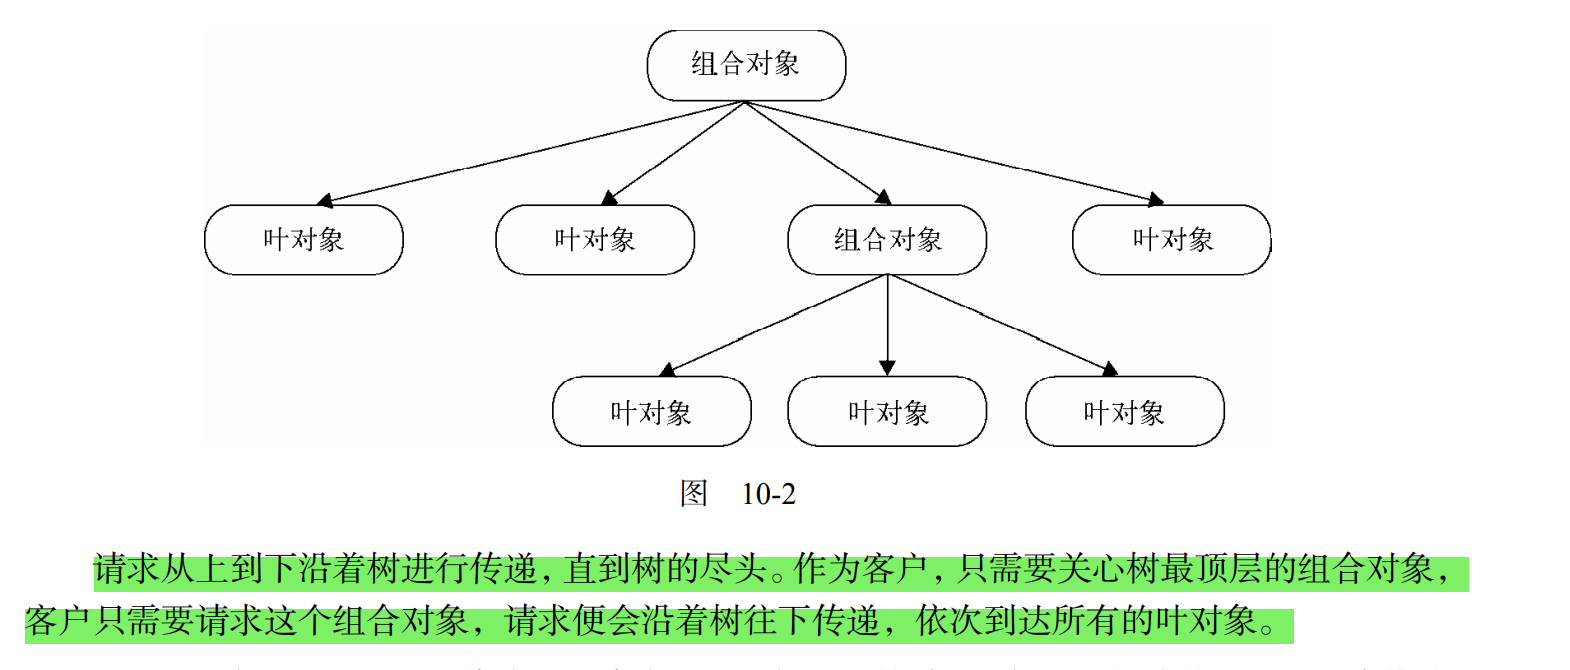 组合对象
叶对象 叶对象 组合对象 叶对象
叶对象 叶对象 叶对象
图 10-2
请求从上到下沿着树进行传递，直到树的尽头。作为客户，只需要关心树最顶层的组合对象，
客户只需要请求这个组合对象，请求便会沿着树往下传递，依次到达所有的叶对象。